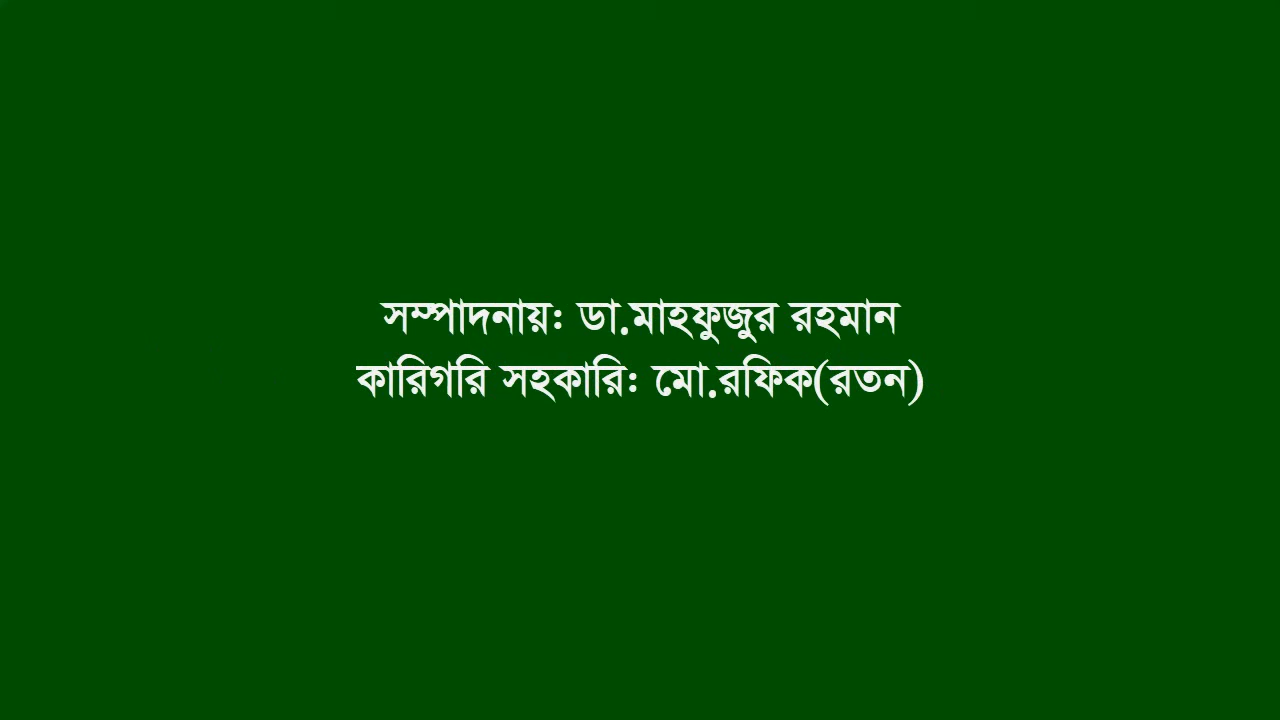 সম্পাদনায়: ডা.মাহফুজুর রহমান
কারিগরি সহকারি: মো.রফিক(রতন)